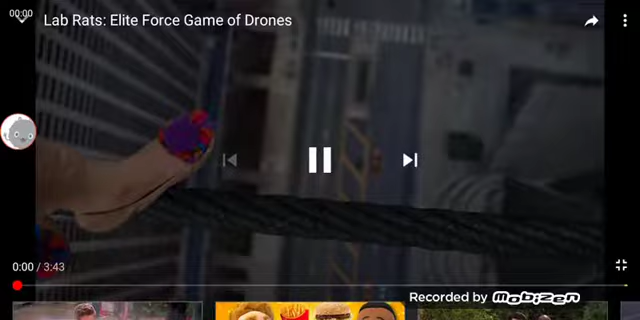 00:00
Lab Rats: Elite Force Game of Drones
0:00 / 3:43
Recorded by mobizen